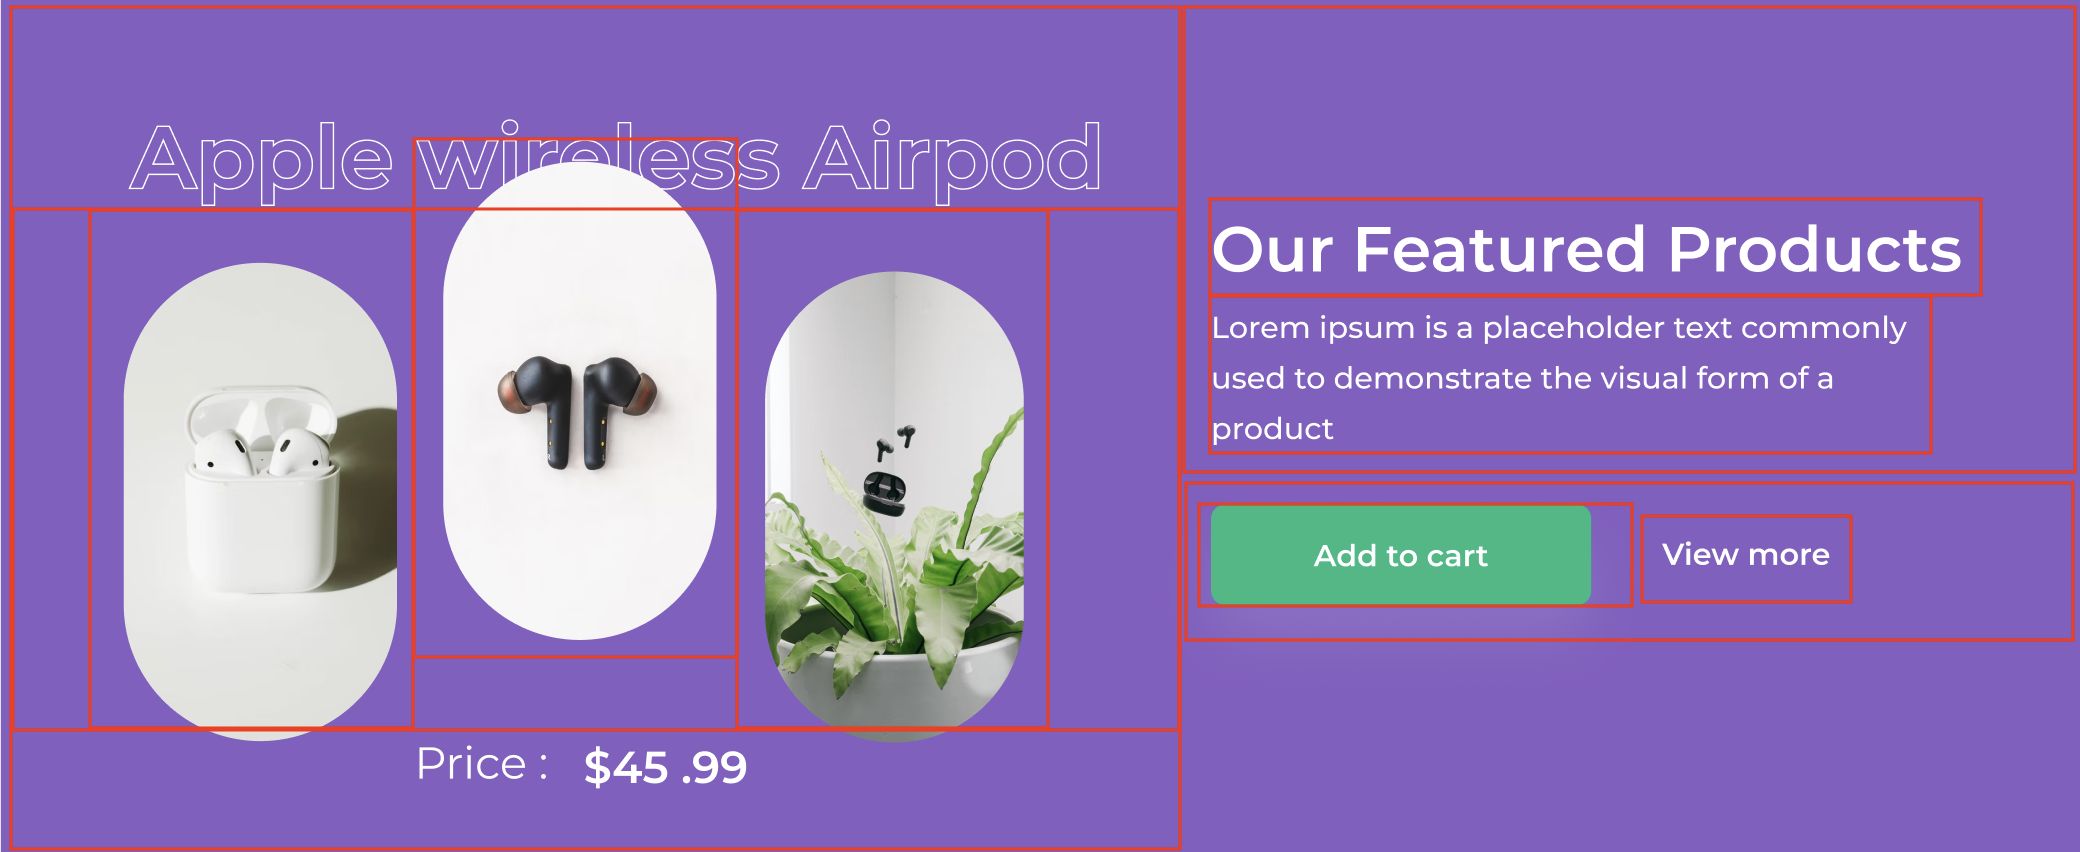 Apple wireless Airpod
Price : $45 .99
Our Featured Products
Lorem ipsum is a placeholder text commonly
used to demonstrate the visual form of a
product
Add to cart
View more